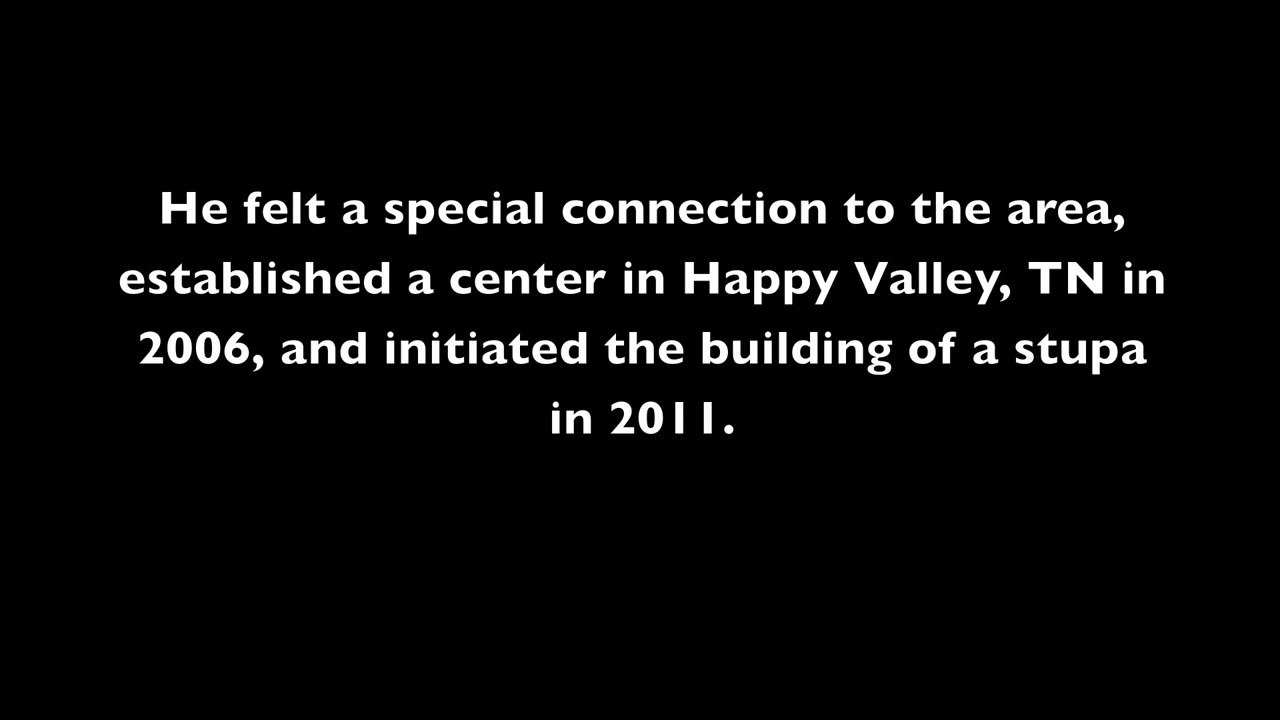 He felt a special connection to the area,
established a center in Happy Valley, TN in
2006, and initiated the building of a stupa
in 2011.